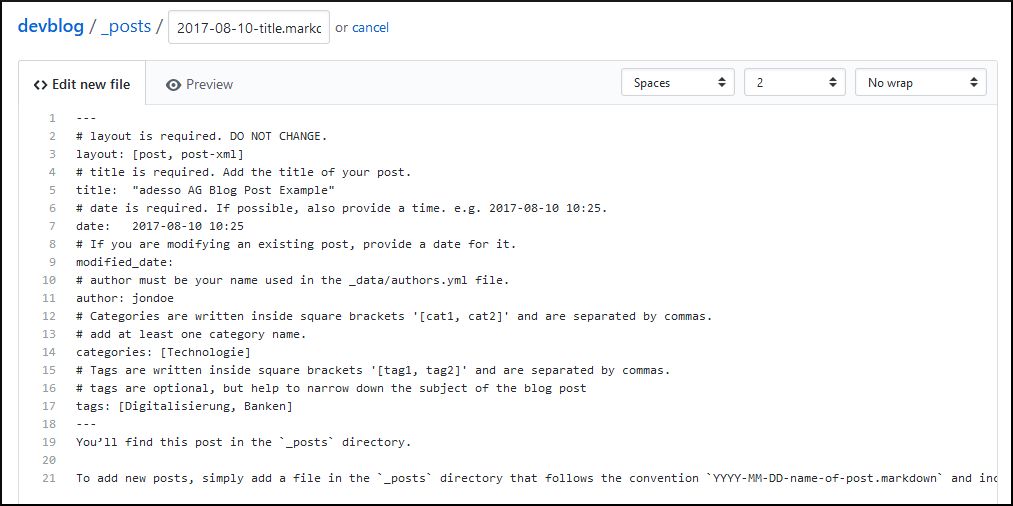 devblog / _posts / 2017-08-10-title.markc or cancel
<> Edit new file Preview Spaces 2 No wrap
1 ---
2 # layout is required. DO NOT CHANGE.
3 layout: [post, post-xml]
4 # title is required. Add the title of your post.
5 title:  "adesso AG Blog Post Example"
6 # date is required. If possible, also provide a time. e.g. 2017-08-10 10:25.
7 date:   2017-08-10 10:25
8 # If you are modifying an existing post, provide a date for it.
9 modified_date:
10 # author must be your name used in the _data/authors.yml file.
11 author: jondoe
12 # Categories are written inside square brackets '[cat1, cat2]' and are separated by commas.
13 # add at least one category name.
14 categories: [Technologie]
15 # Tags are written inside square brackets '[tag1, tag2]' and are separated by commas.
16 # tags are optional, but help to narrow down the subject of the blog post
17 tags: [Digitalisierung, Banken]
18 ---
19 You’ll find this post in the `_posts` directory.
20
21 To add new posts, simply add a file in the `_posts` directory that follows the convention `YYYY-MM-DD-name-of-post.markdown` and